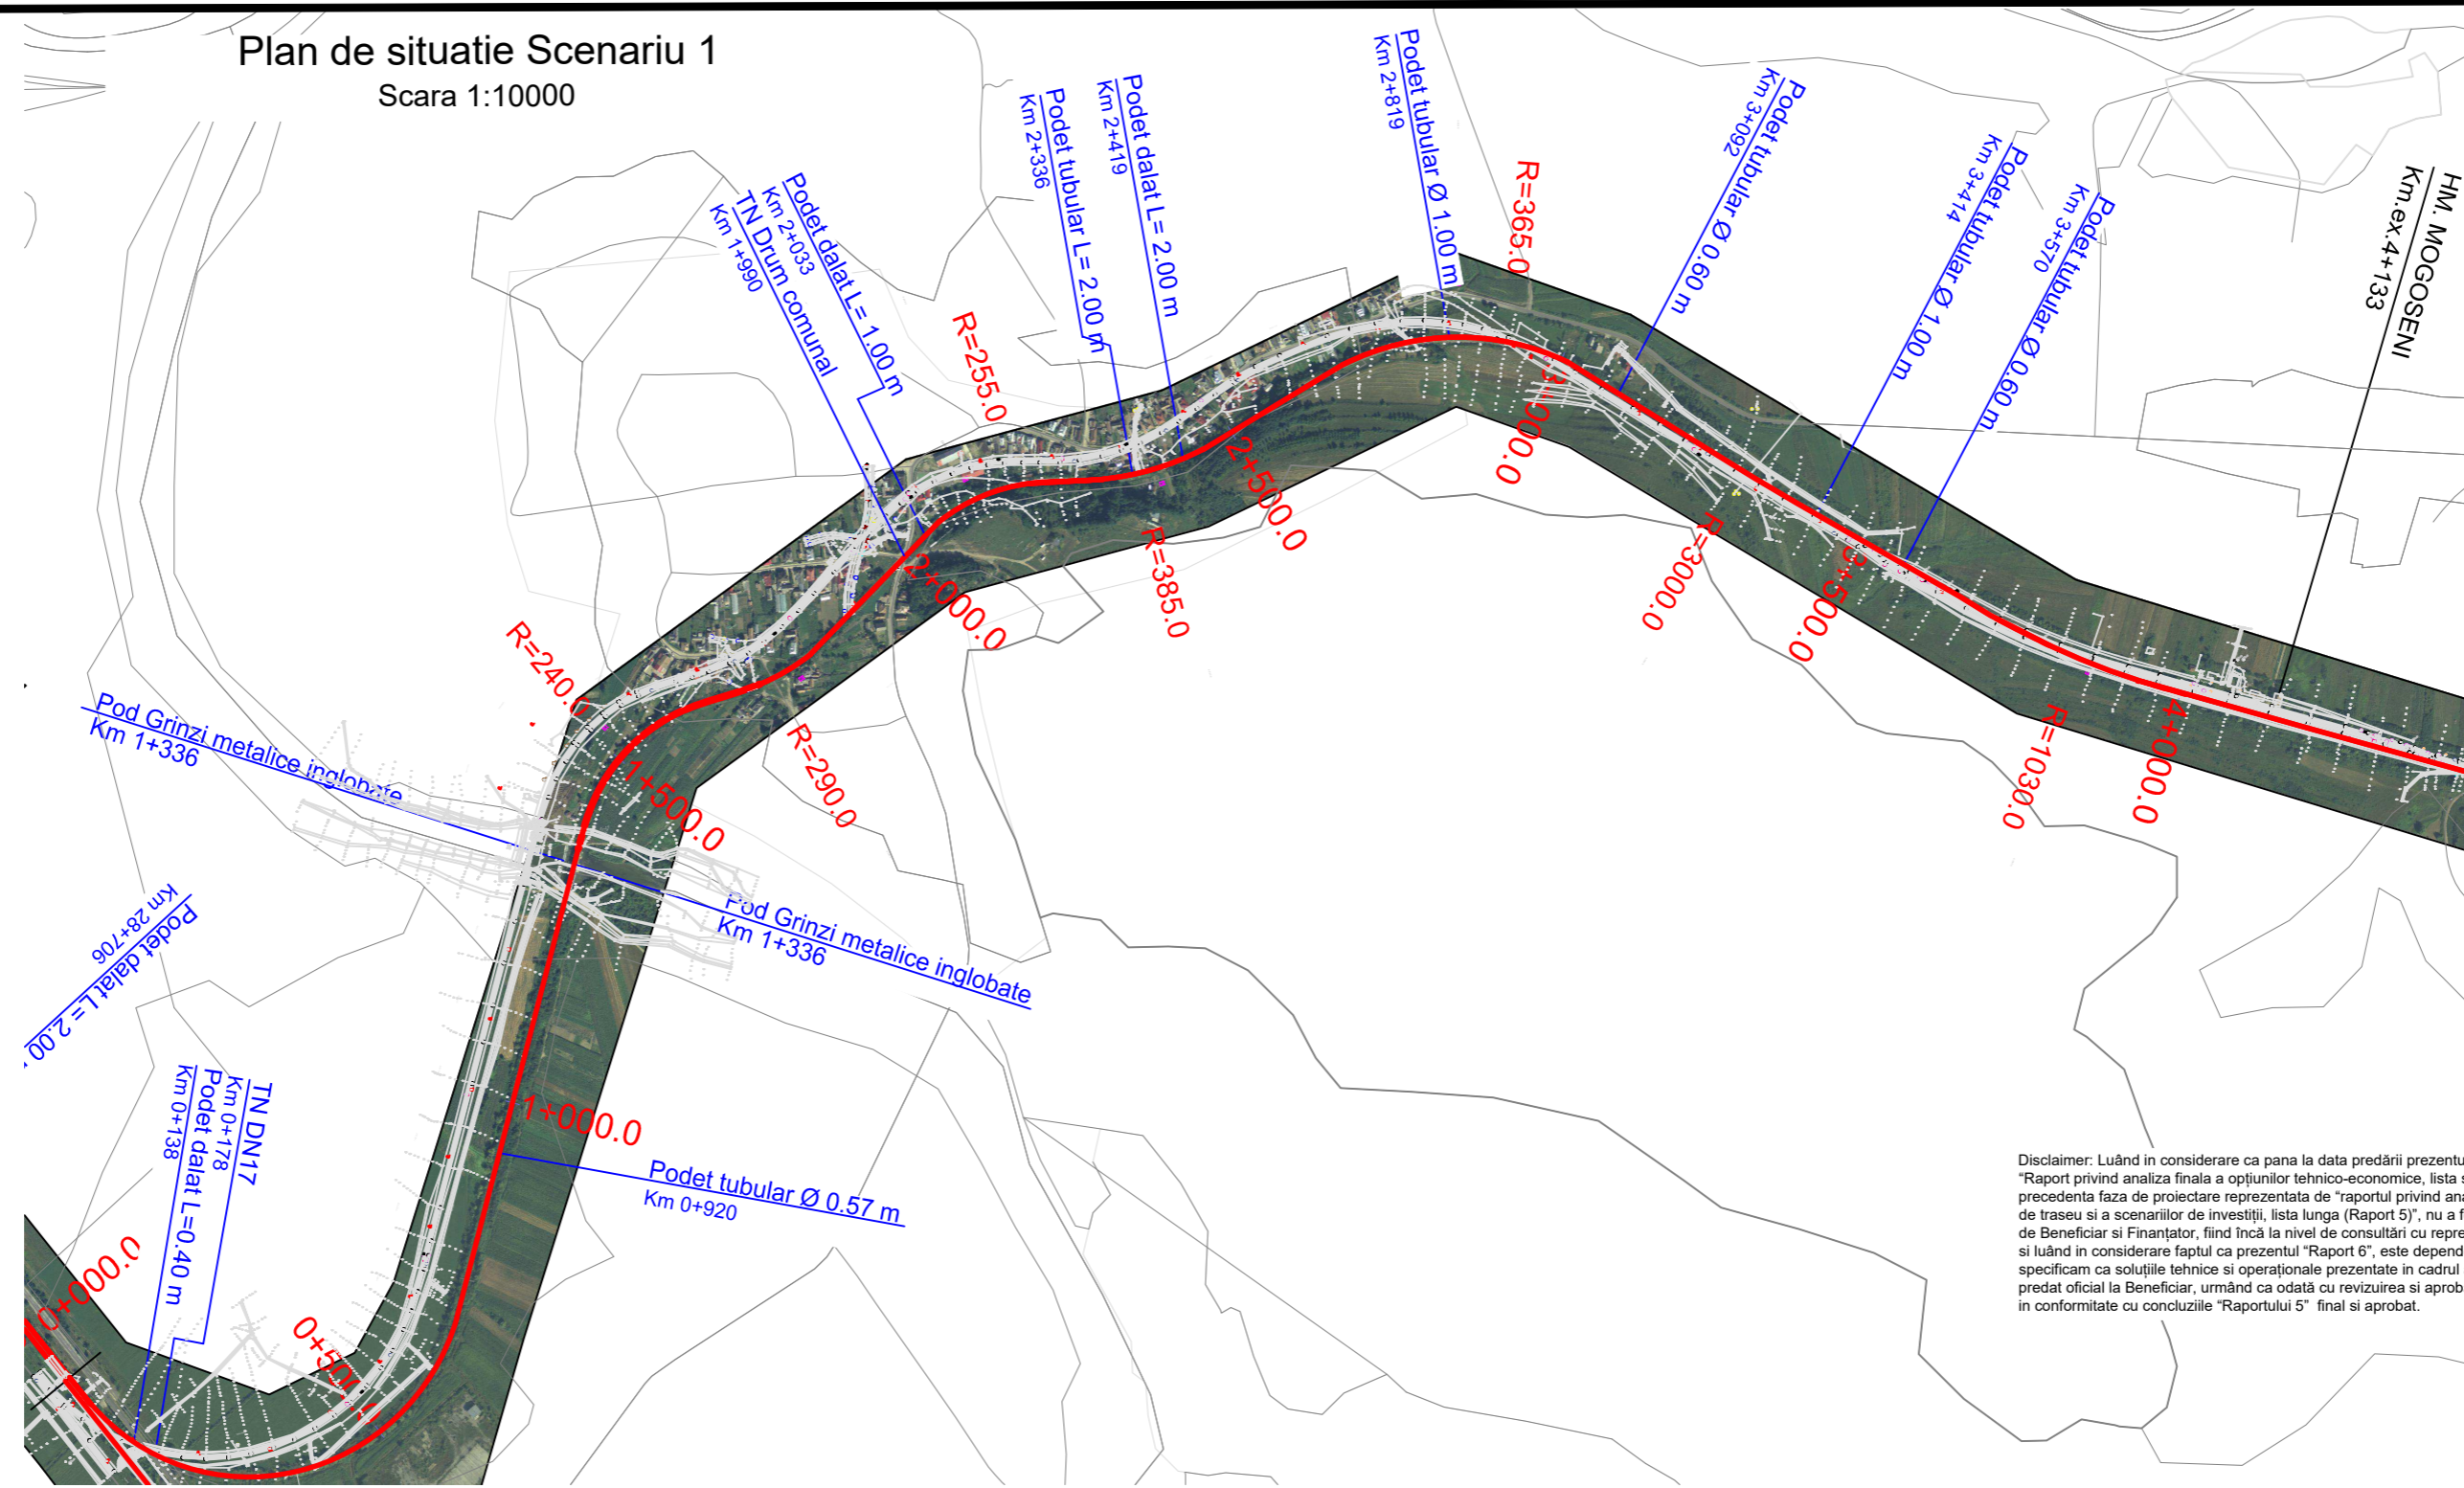 Plan de situatie Scenariu 1
Scara 1:10000
Podet tubular L= 2.00 m
Km 2+336
Podet dalat L= 2.00 m
Km 2+419
Podet tubular Ø 1.00 m
Km 2+819
Podet tubular Ø 0.60 m
Km 3+092
Podet tubular Ø 1.00 m
Km 3+414
Podet tubular Ø 0.60 m
Km 3+570
HM. MOGOSENI
Km.ex.4+133
Podet dalat L= 1.00 m
Km 2+033
TN Drum comunal
Km 1+990
R=255.0
R=365.0
3+000.0
2+500.0
R=385.0
R=3000.0
3+500.0
2+000.0
R=240.0
R=290.0
R=1030.0
4+000.0
Pod Grinzi metalice inglobate
Km 1+336
1+500.0
Pod Grinzi metalice inglobate
Km 1+336
Podet dalat L= 2.00
Km 28+706
TN DN17
Km 0+178
Podet dalat L=0.40 m
Km 0+138
1+000.0
Podet tubular Ø 0.57 m
Km 0+920
0+000.0
0+500.0
Disclaimer: Luând in considerare ca pana la data predării prezentu
“Raport privind analiza finala a opțiunilor tehnico-economice, lista s
precedenta faza de proiectare reprezentata de “raportul privind ana
de traseu si a scenariilor de investiții, lista lunga (Raport 5)”, nu a f
de Beneficiar si Finanțator, fiind încă la nivel de consultări cu repre
si luând in considerare faptul ca prezentul “Raport 6”, este depend
specificam ca soluțiile tehnice si operaționale prezentate in cadrul
predat oficial la Beneficiar, urmând ca odată cu revizuirea si aproba
in conformitate cu concluziile “Raportului 5” final si aprobat.